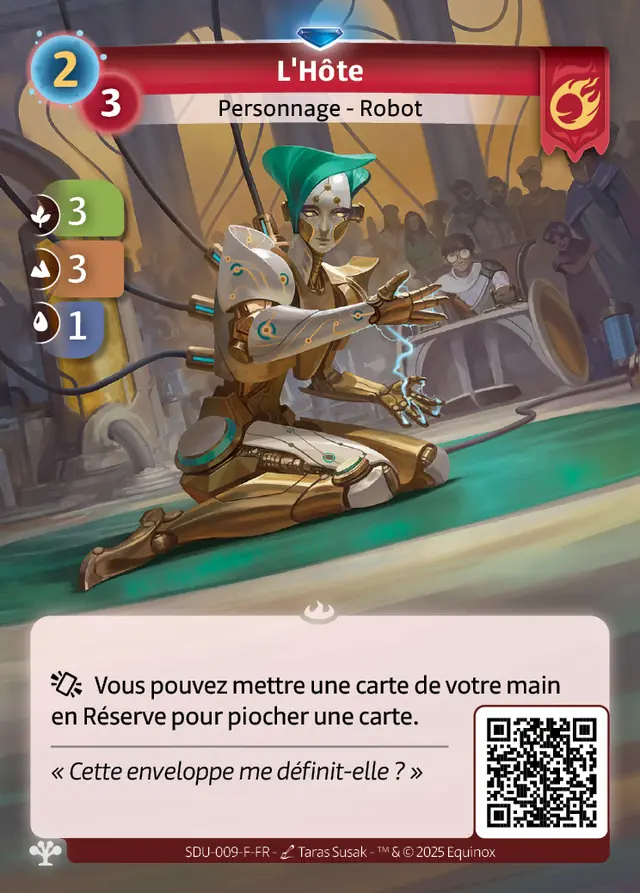 2
L'Hôte
3
Personnage - Robot
3
3
1
Vous pouvez mettre une carte de votre main
en Réserve pour piocher une carte.
« Cette enveloppe me définit-elle ? »
SDU-009-F-FR - Taras Susak - ™ & © 2025 Equinox